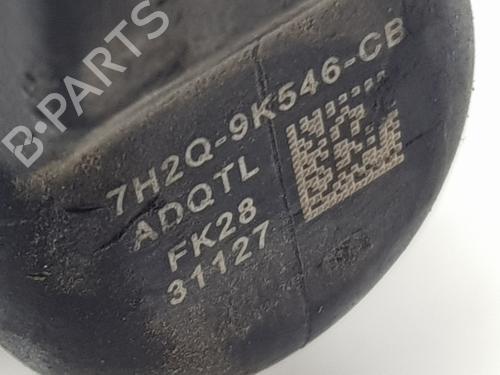 B PARTS
7H2Q-9K546-CB
ADQTL
FK28
31127